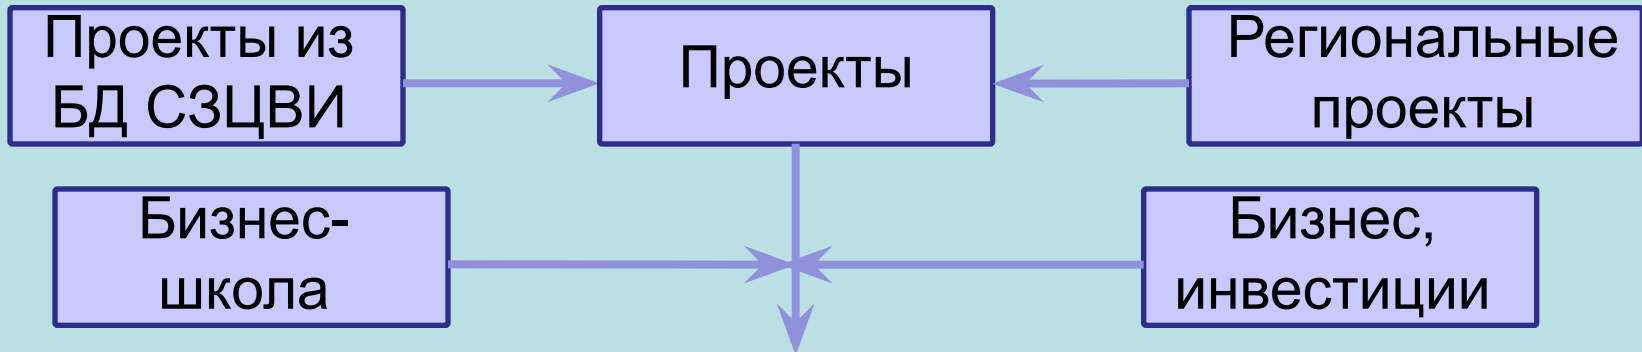 Проекты из
БД СЗЦВИ
Проекты
Региональные
проекты
Бизнес-
школа
Бизнес,
инвестиции